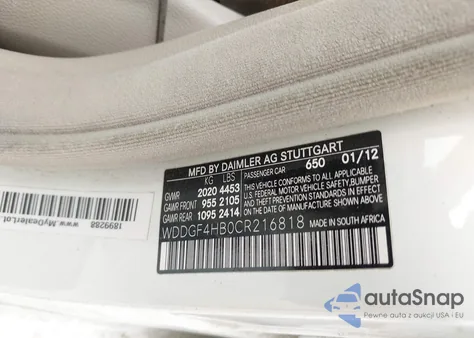 MFD BY DAIMLER AG STUTTGART
KG LBS PASSENGER CAR 650 01/12
GVWR 2020 4453
GAWR FRONT 955 2105
GAWR REAR 1095 2414
THIS VEHICLE CONFORMS TO ALL APPLICABLE
U.S. FEDERAL MOTOR VEHICLE SAFETY, BUMPER
AND THEFT PREVENTION STANDARDS IN EFFECT
ON THE DATE OF MANUFACTURE SHOWN ABOVE.
WDDGF4HB0CR216818
MADE IN SOUTH AFRICA
1899288
www.MyDealerLot.
autoSnap
Pewne auta z aukcji USA i EU